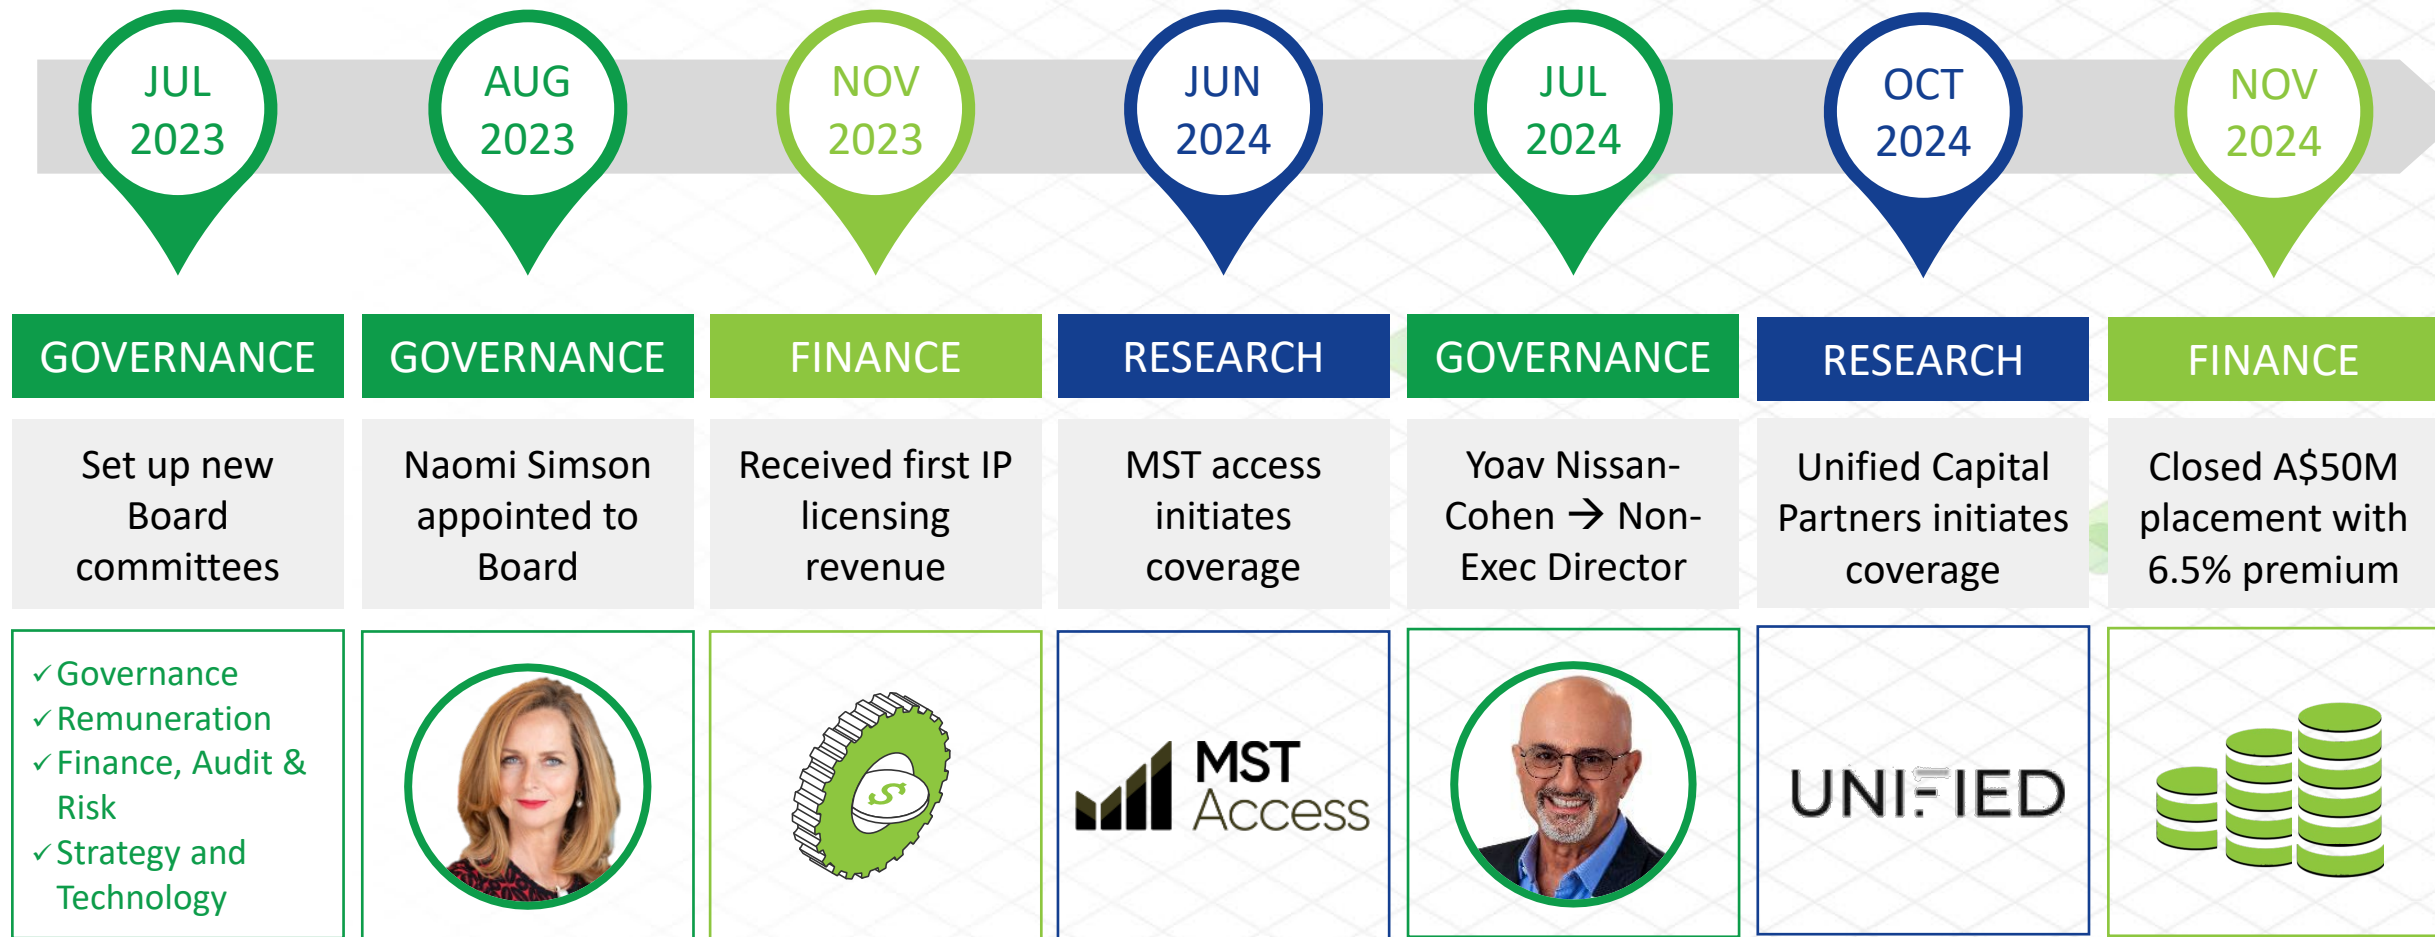 JUL
2023
AUG
2023
NOV
2023
JUN
2024
JUL
2024
OCT
2024
NOV
2024
GOVERNANCE
GOVERNANCE
FINANCE
RESEARCH
GOVERNANCE
RESEARCH
FINANCE
Set up new
Board
committees
Naomi Simson
appointed to
Board
Received first IP
licensing
revenue
MST access
initiates
coverage
Yoav Nissan-
Cohen → Non-
Exec Director
Unified Capital
Partners initiates
coverage
Closed A$50M
placement with
6.5% premium
✓ Governance
✓ Remuneration
✓ Finance, Audit &
Risk
✓ Strategy and
Technology
$
MST
Access
UNIFIED